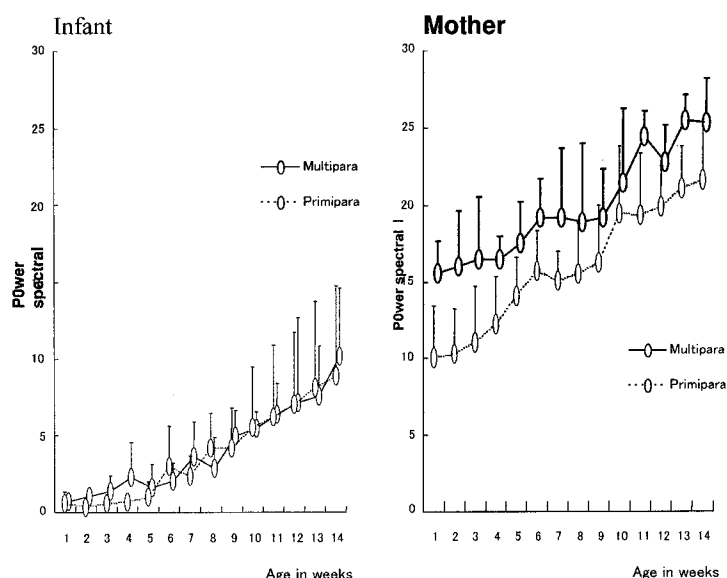 Infant
30
25
20
15
10
5
0
P0wer
spectral
Multipara
Primipara
1 2 3 4 5 6 7 8 9 10 11 12 13 14
Age in weeks
Mother
30
25
20
15
10
5
0
P0wer spectral l
Multipara
Primipara
1 2 3 4 5 6 7 8 9 10 11 12 13 14
Age in weeks